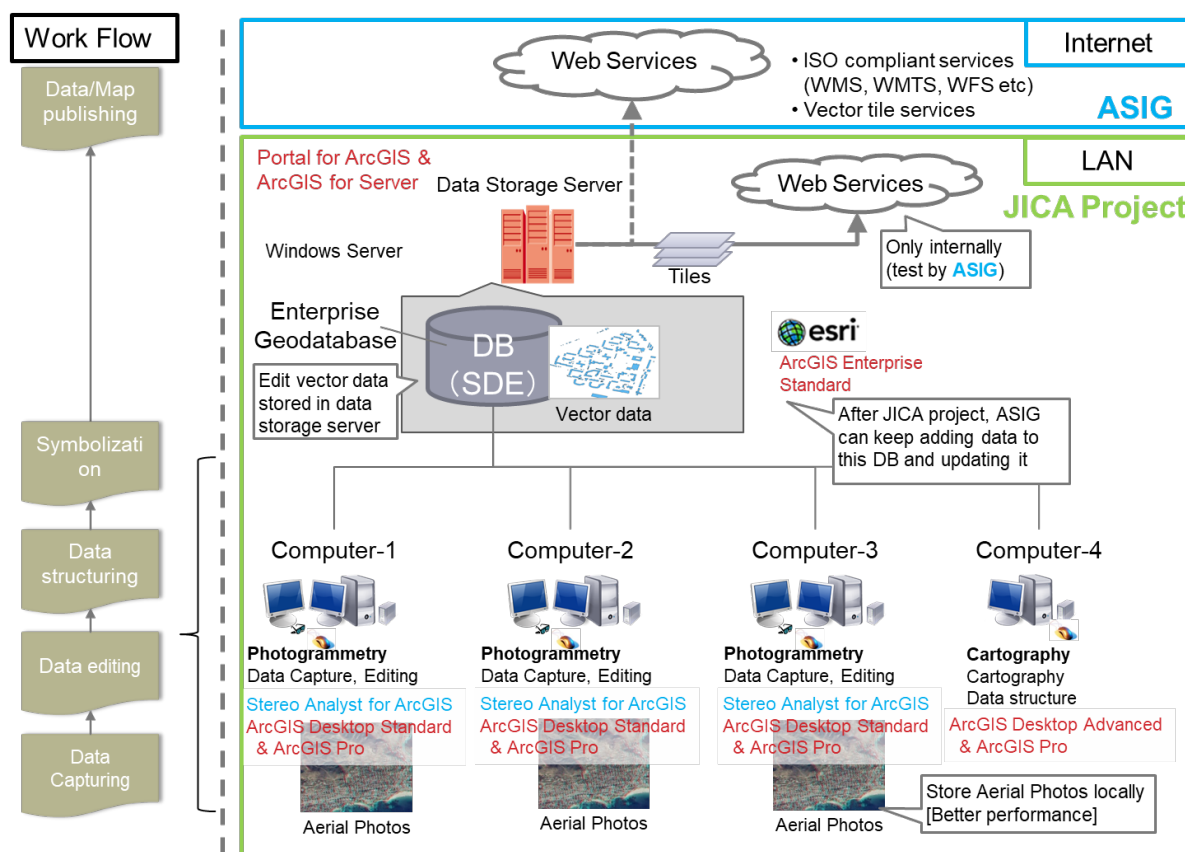 Work Flow
Data/Map
publishing
Symbolizati
on
Data
structuring
Data editing
Data
Capturing
Internet
Web Services
• ISO compliant services
(WMS, WMTS, WFS etc)
• Vector tile services
ASIG
LAN
JICA Project
Portal for ArcGIS &
ArcGIS for Server
Data Storage Server
Web Services
Windows Server
Tiles
Only internally
(test by ASIG)
Enterprise
Geodatabase
DB
(SDE)
Vector data
Edit vector data
stored in data
storage server
esri
ArcGIS Enterprise
Standard
After JICA project, ASIG
can keep adding data to
this DB and updating it
Computer-1
Photogrammetry
Data Capture, Editing
Stereo Analyst for ArcGIS
ArcGIS Desktop Standard
& ArcGIS Pro
Aerial Photos
Computer-2
Photogrammetry
Data Capture, Editing
Stereo Analyst for ArcGIS
ArcGIS Desktop Standard
& ArcGIS Pro
Aerial Photos
Computer-3
Photogrammetry
Data Capture, Editing
Stereo Analyst for ArcGIS
ArcGIS Desktop Standard
& ArcGIS Pro
Aerial Photos
Computer-4
Cartography
Cartography
Data structure
ArcGIS Desktop Advanced
& ArcGIS Pro
Store Aerial Photos locally
[Better performance]